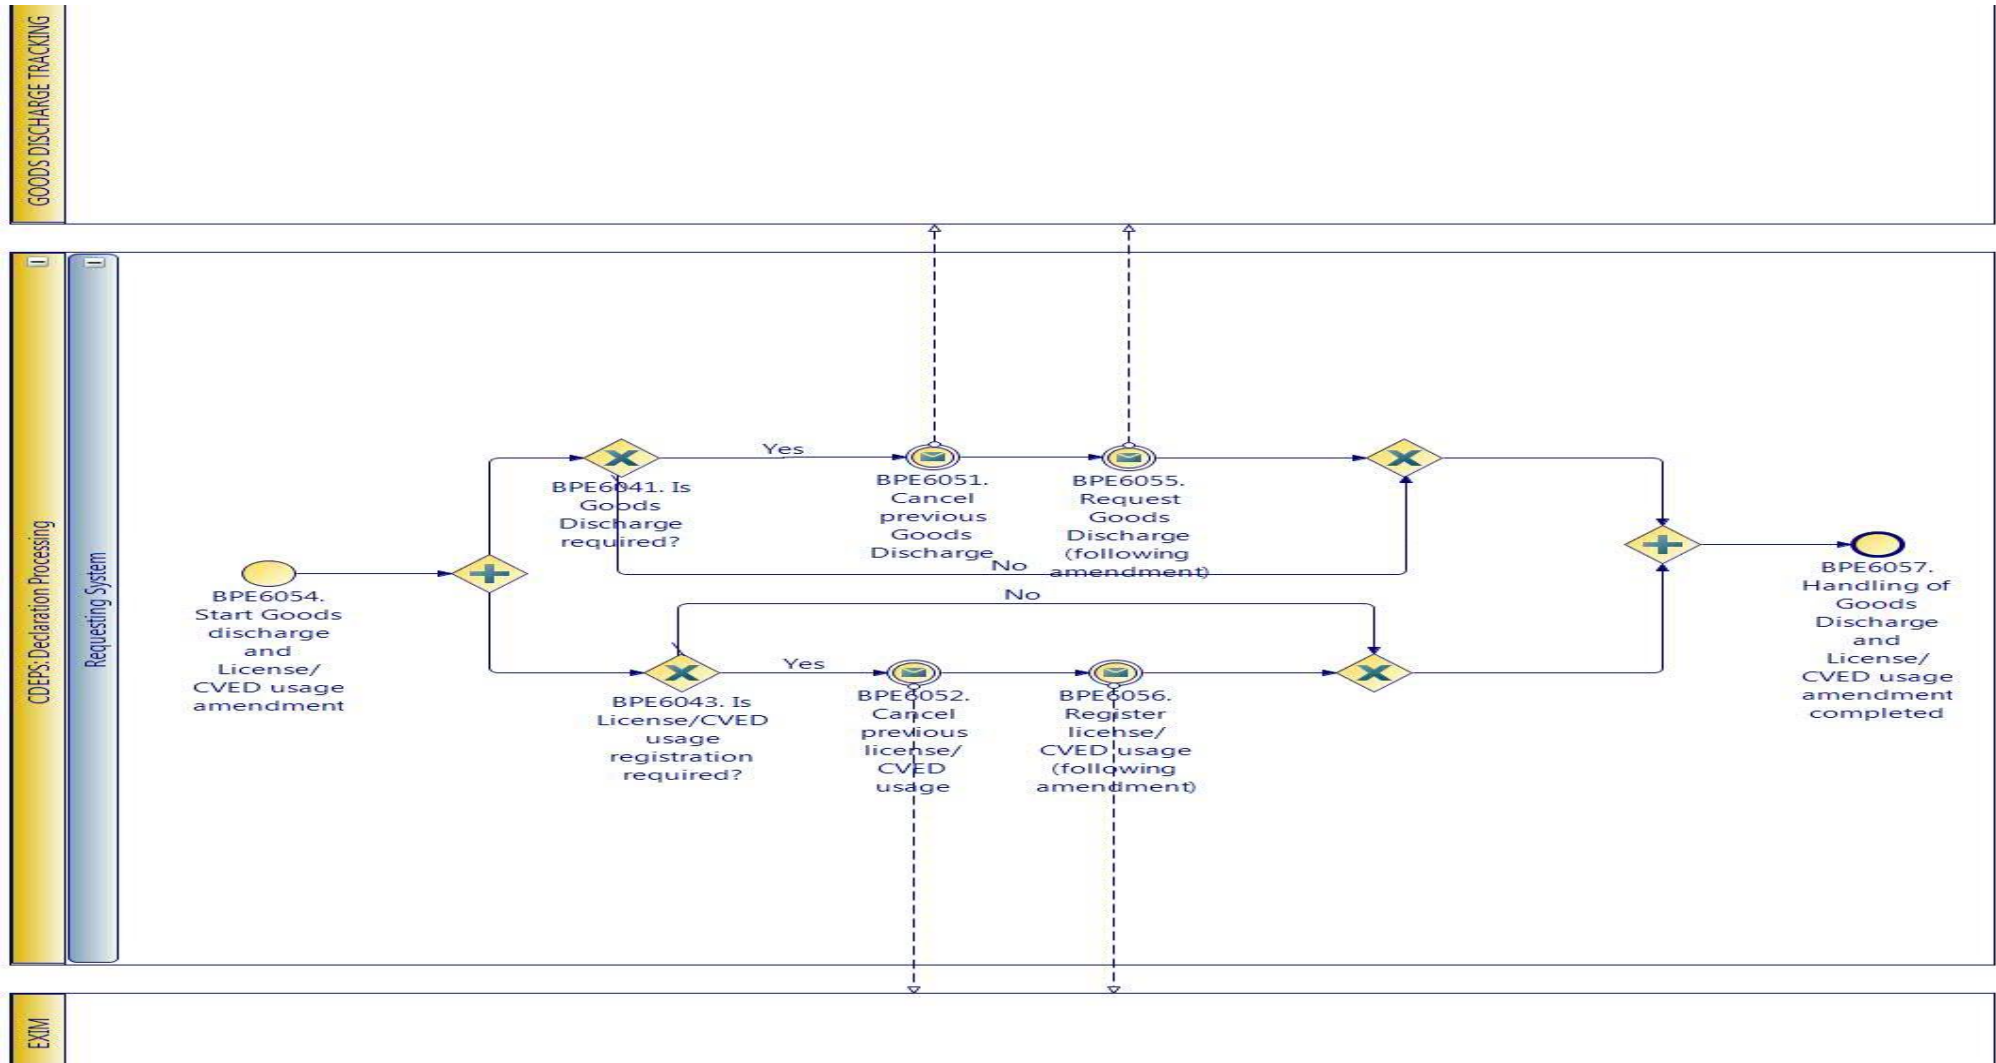 GOODS DISCHARGE TRACKING
CDEPS: Declaration Processing
Requesting System
EXIM
BPE6054.
Start Goods
discharge
and
License/
CVED usage
amendment
BPE6041. Is
Goods
Discharge
required?
Yes
BPE6051.
Cancel
previous
Goods
Discharge
BPE6055.
Request
Goods
Discharge
(following
amendment)
No
No
BPE6043. Is
License/CVED
usage
registration
required?
Yes
BPE6052.
Cancel
previous
license/
CVED
usage
BPE6056.
Register
license/
CVED usage
(following
amendment)
BPE6057.
Handling of
Goods
Discharge
and
License/
CVED usage
amendment
completed